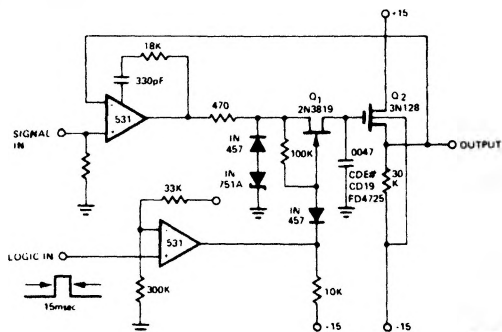 +15
18K
330pF
Q1
2N3819
Q2
3N128
531
470
SIGNAL
IN
OUTPUT
IN
457
100K
.0047
CDE#
CD19
FD4725
30
K
IN
751A
33K
IN
457
531
LOGIC IN
300K
10K
15msec
-15
-15